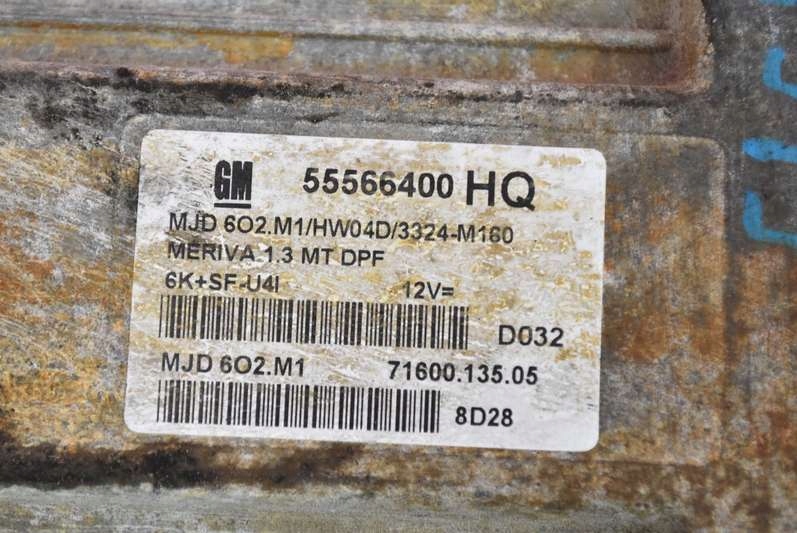 GM 55566400 HQ
MJD 6O2.M1/HW04D/3324-M160
MERIVA 1.3 MT DPF
6K+SF-U4I 12V=
D032
MJD 6O2.M1 71600.135.05
8D28